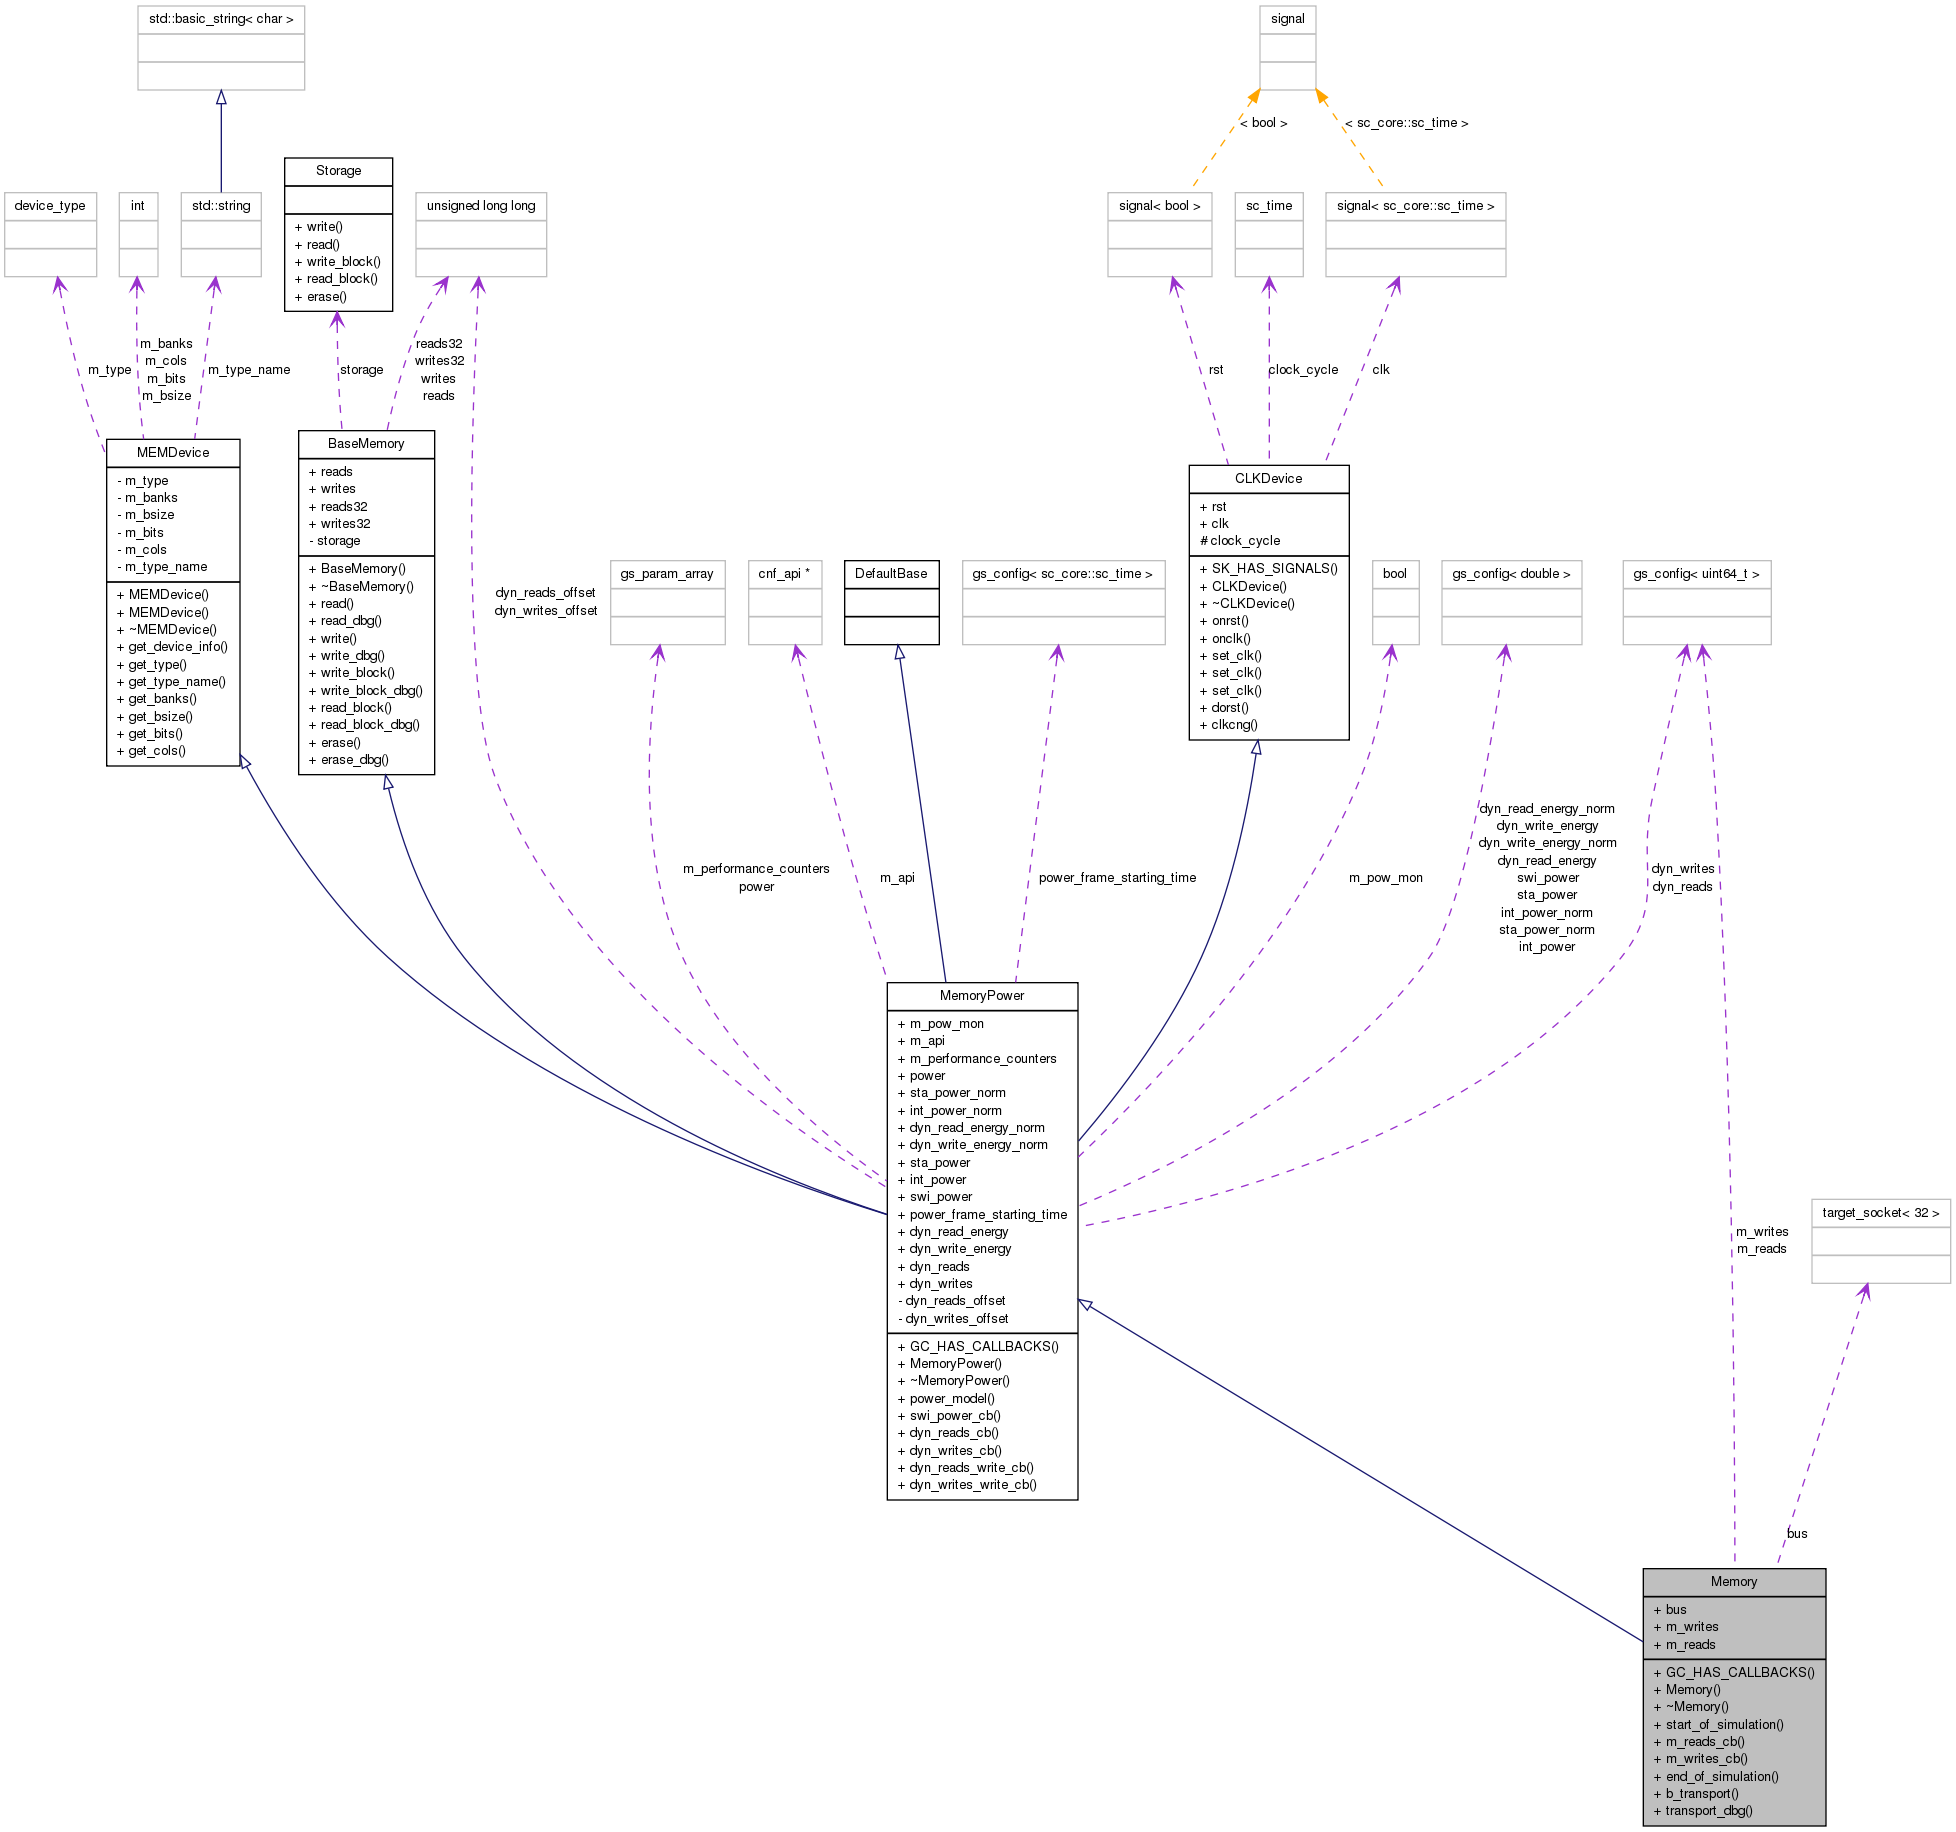 std::basic_string< char >
signal
< bool >
< sc_core::sc_time >
Storage
+ write()
+ read()
+ write_block()
+ read_block()
+ erase()
device_type
int
std::string
unsigned long long
signal< bool >
sc_time
signal< sc_core::sc_time >
m_type
m_banks
m_cols
m_bits
m_bsize
m_type_name
storage
reads32
writes32
writes
reads
rst
clock_cycle
clk
MEMDevice
- m_type
- m_banks
- m_bsize
- m_bits
- m_cols
- m_type_name
+ MEMDevice()
+ MEMDevice()
+ ~MEMDevice()
+ get_device_info()
+ get_type()
+ get_type_name()
+ get_banks()
+ get_bsize()
+ get_bits()
+ get_cols()
BaseMemory
+ reads
+ writes
+ reads32
+ writes32
- storage
+ BaseMemory()
+ ~BaseMemory()
+ read()
+ read_dbg()
+ write()
+ write_dbg()
+ write_block()
+ write_block_dbg()
+ read_block()
+ read_block_dbg()
+ erase()
+ erase_dbg()
dyn_reads_offset
dyn_writes_offset
gs_param_array
cnf_api *
DefaultBase
gs_config< sc_core::sc_time >
CLKDevice
+ rst
+ clk
# clock_cycle
+ SK_HAS_SIGNALS()
+ CLKDevice()
+ ~CLKDevice()
+ onrst()
+ onclk()
+ set_clk()
+ set_clk()
+ set_clk()
+ dorst()
+ clkcng()
bool
gs_config< double >
gs_config< uint64_t >
m_performance_counters
power
m_api
power_frame_starting_time
m_pow_mon
dyn_read_energy_norm
dyn_write_energy
dyn_write_energy_norm
dyn_read_energy
swi_power
sta_power
int_power_norm
sta_power_norm
int_power
dyn_writes
dyn_reads
MemoryPower
+ m_pow_mon
+ m_api
+ m_performance_counters
+ power
+ sta_power_norm
+ int_power_norm
+ dyn_read_energy_norm
+ dyn_write_energy_norm
+ sta_power
+ int_power
+ swi_power
+ power_frame_starting_time
+ dyn_read_energy
+ dyn_write_energy
+ dyn_reads
+ dyn_writes
- dyn_reads_offset
- dyn_writes_offset
+ GC_HAS_CALLBACKS()
+ MemoryPower()
+ ~MemoryPower()
+ power_model()
+ swi_power_cb()
+ dyn_reads_cb()
+ dyn_writes_cb()
+ dyn_reads_write_cb()
+ dyn_writes_write_cb()
target_socket< 32 >
m_writes
m_reads
bus
Memory
+ bus
+ m_writes
+ m_reads
+ GC_HAS_CALLBACKS()
+ Memory()
+ ~Memory()
+ start_of_simulation()
+ m_reads_cb()
+ m_writes_cb()
+ end_of_simulation()
+ b_transport()
+ transport_dbg()